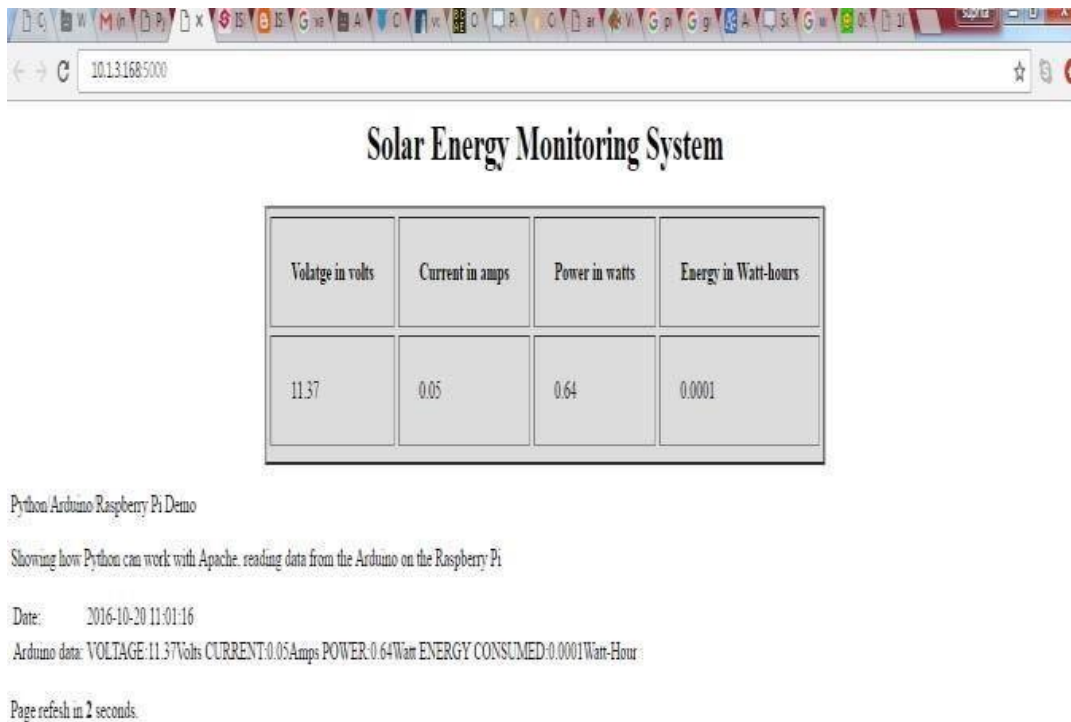 10.1.3.168:5000
Solar Energy Monitoring System
Volatge in volts Current in amps Power in watts Energy in Watt-hours
11.37 0.05 0.64 0.0001
Python/Arduino/Raspberry Pi Demo
Showing how Python can work with Apache, reading data from the Arduino on the Raspberry Pi
Date: 2016-10-20 11:01:16
Arduino data: VOLTAGE:11.37Volts CURRENT:0.05Amps POWER:0.64Watt ENERGY CONSUMED:0.0001Watt-Hour
Page refesh in 2 seconds.